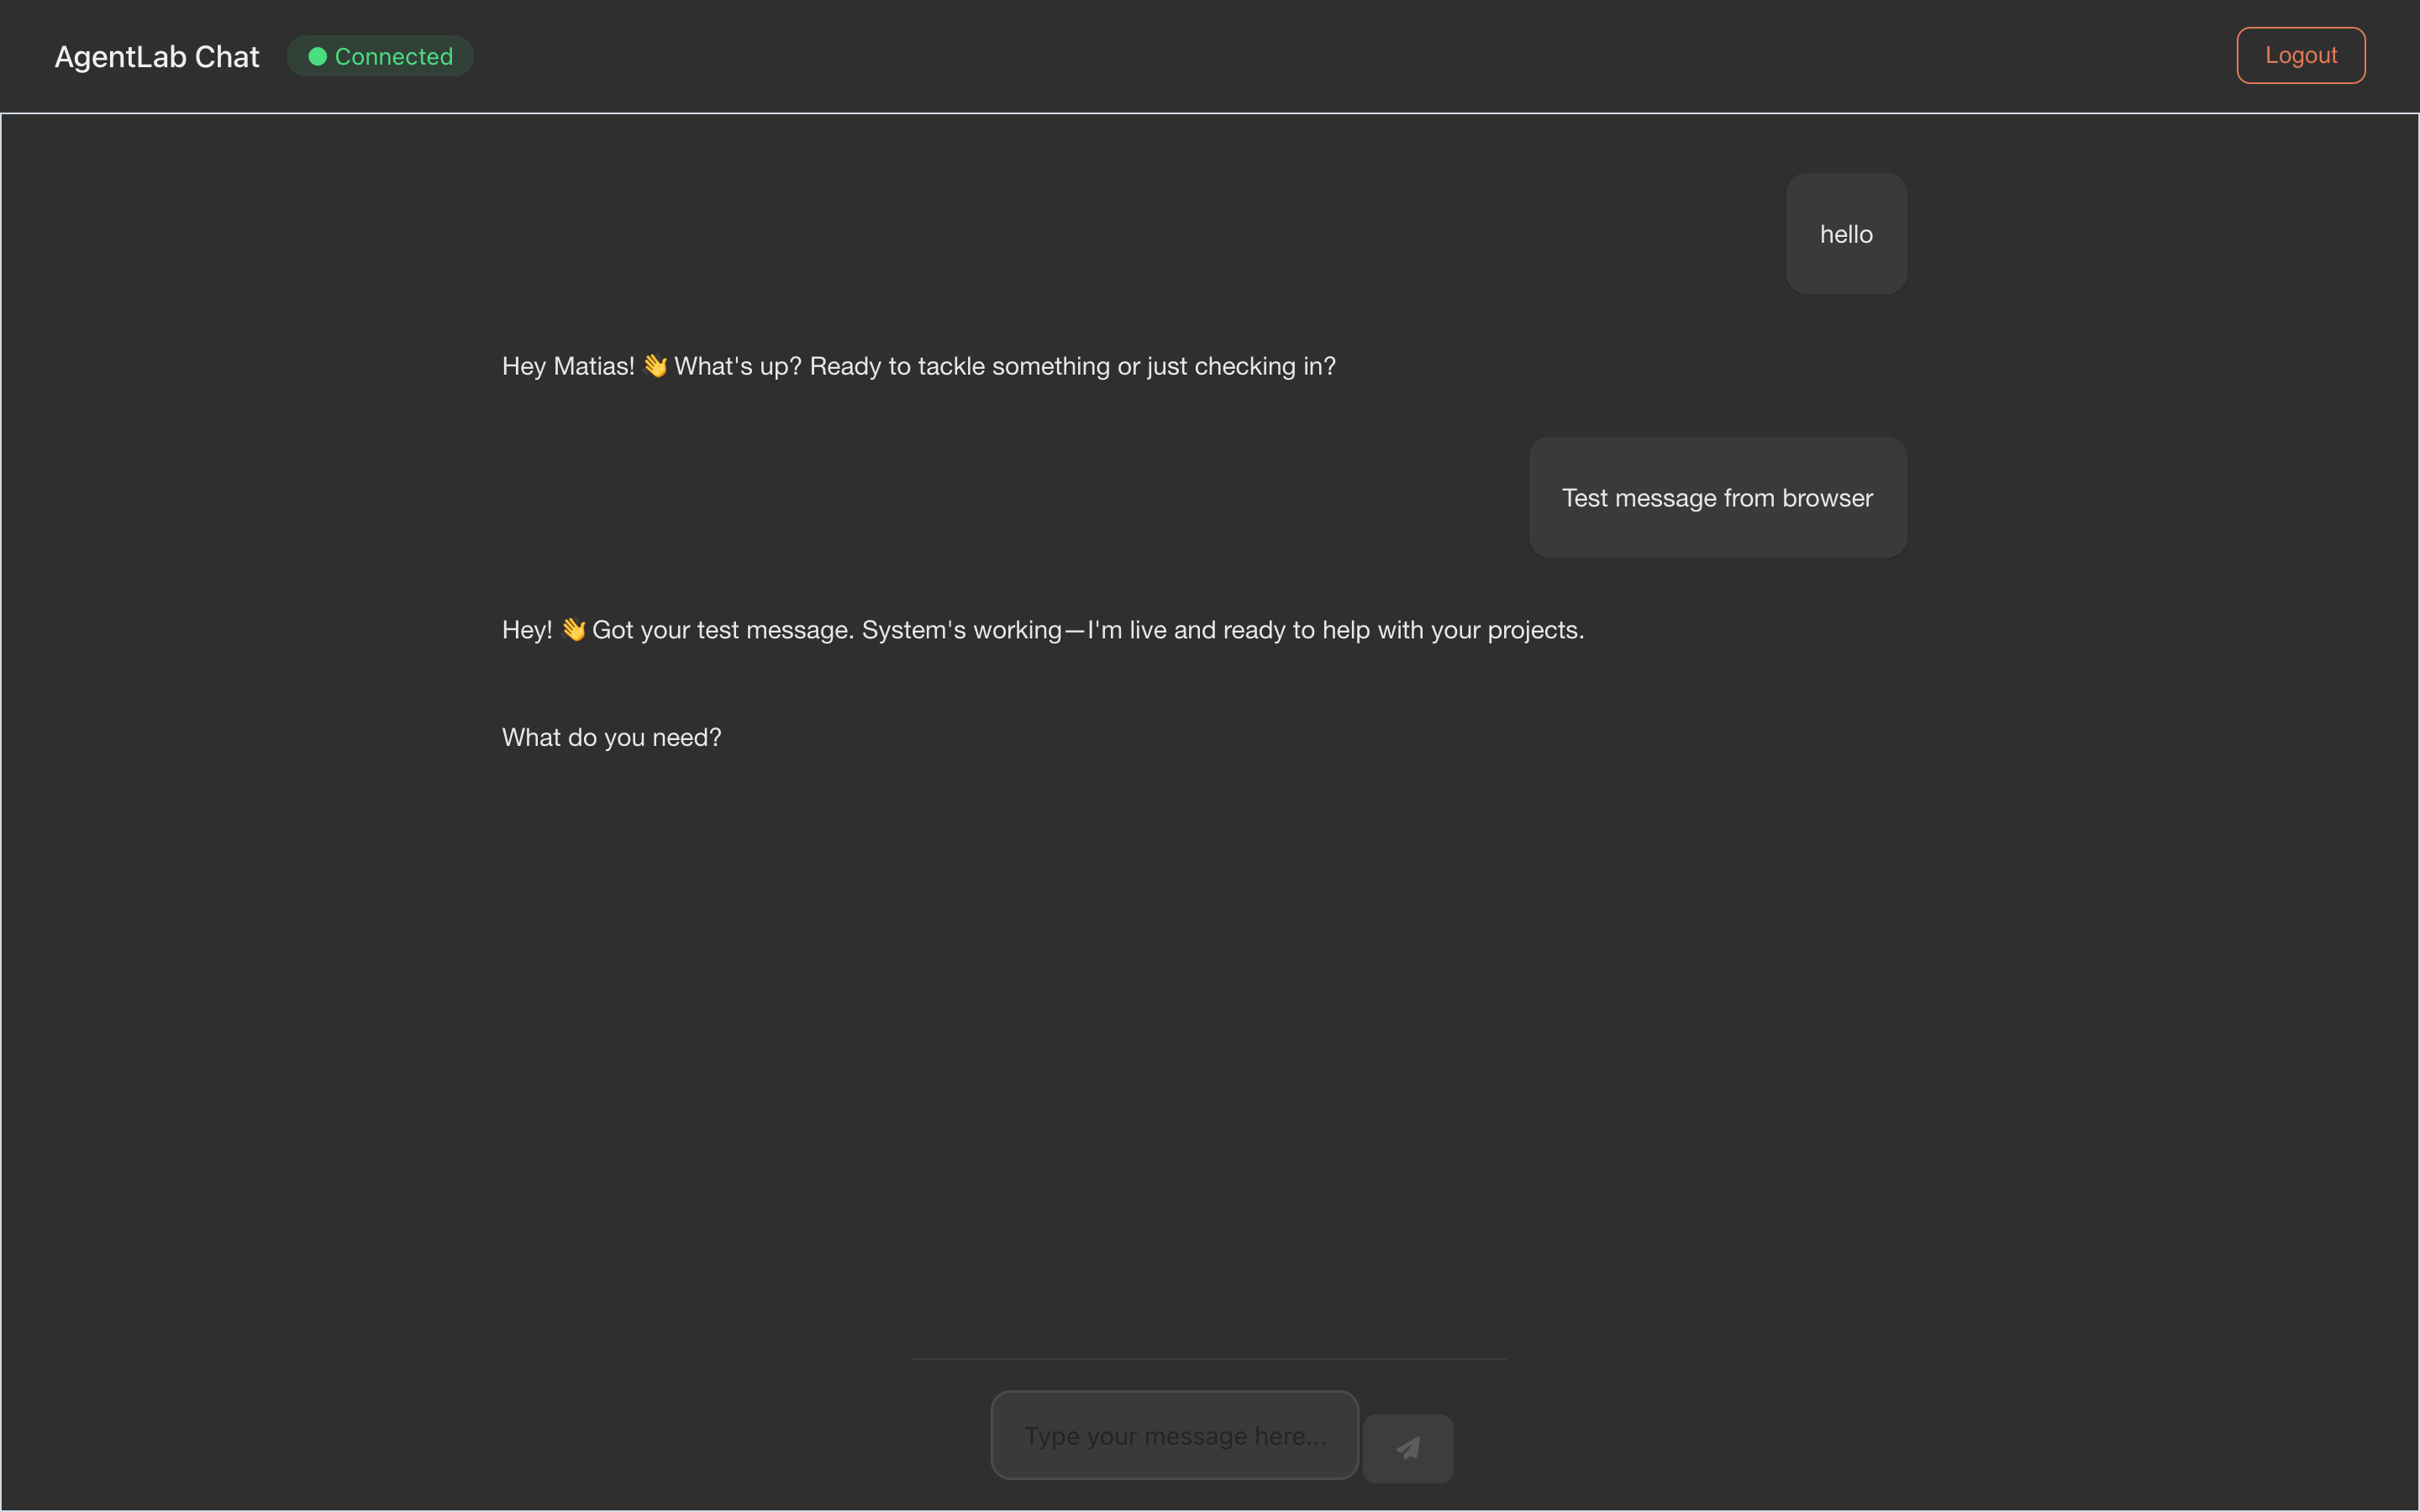 AgentLab Chat
Connected
Logout
hello
Hey Matias! 👋 What's up? Ready to tackle something or just checking in?
Test message from browser
Hey! 👋 Got your test message. System's working—I'm live and ready to help with your projects.
What do you need?
Type your message here...